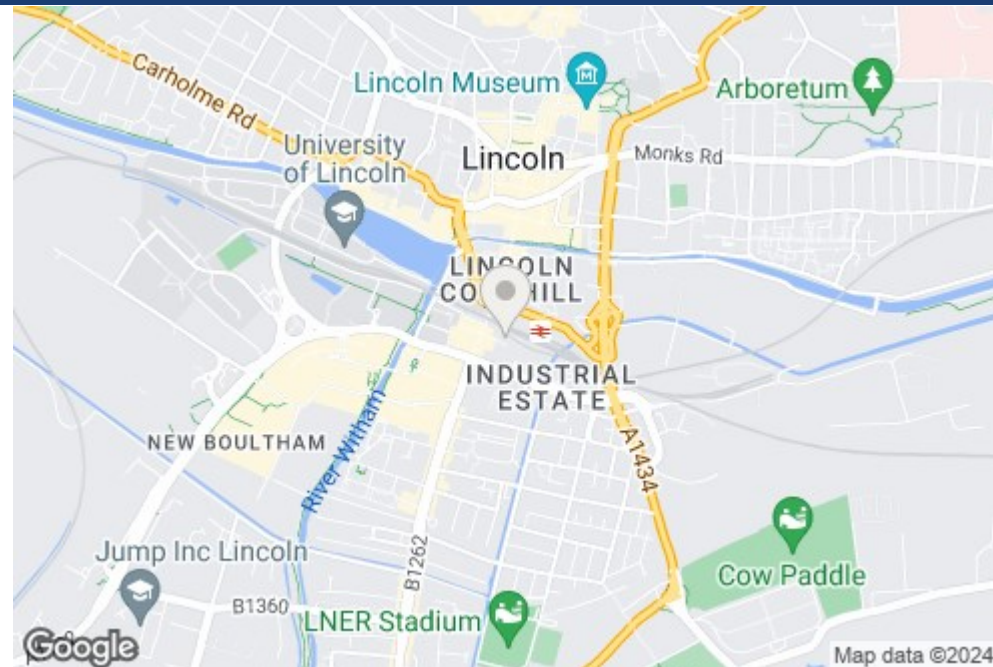 Carholme Rd
Lincoln Museum
Arboretum
University
of Lincoln
Lincoln
Monks Rd
LINCOLN
CO HILL
INDUSTRIAL
ESTATE
NEW BOULTHAM
River Witham
A1434
B1262
Jump Inc Lincoln
B1360
LNER Stadium
Cow Paddle
Google
Map data ©2024